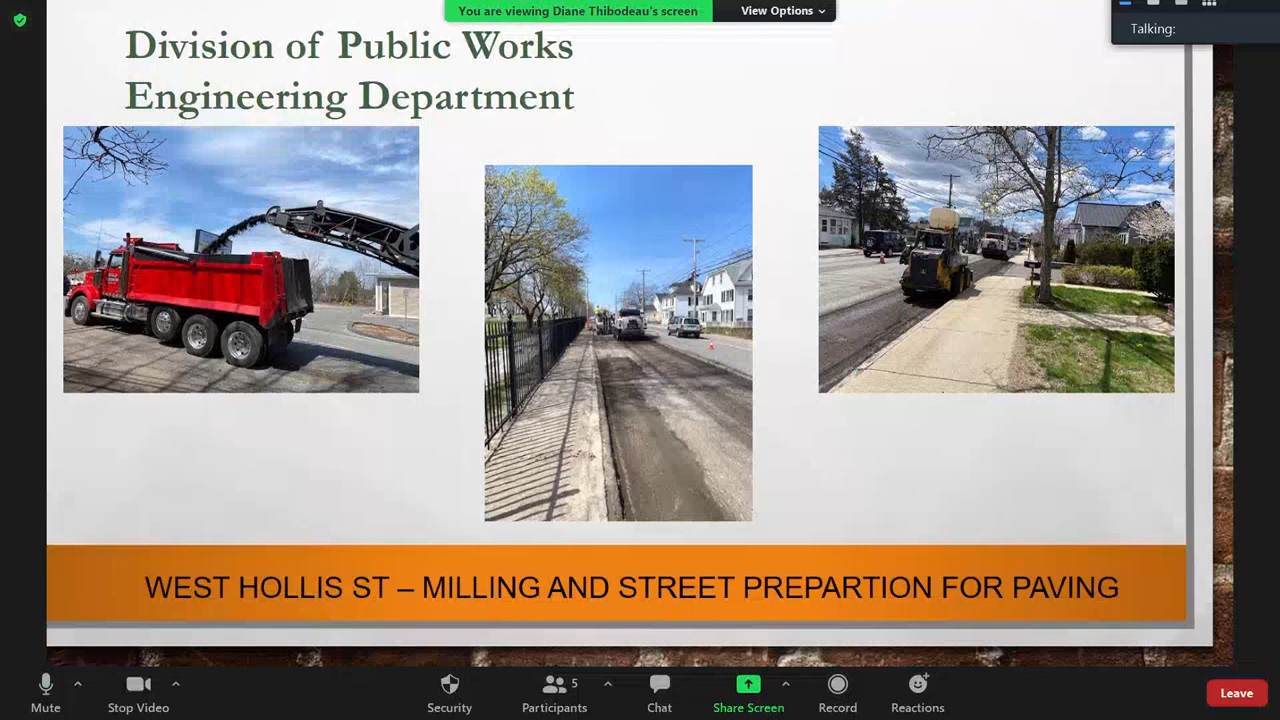 You are viewing Diane Thibodeau's screen
View Options
Talking:
Division of Public Works
Engineering Department
WEST HOLLIS ST – MILLING AND STREET PREPARTION FOR PAVING
Mute
Stop Video
Security
Participants
5
Chat
Share Screen
Record
Reactions
Leave